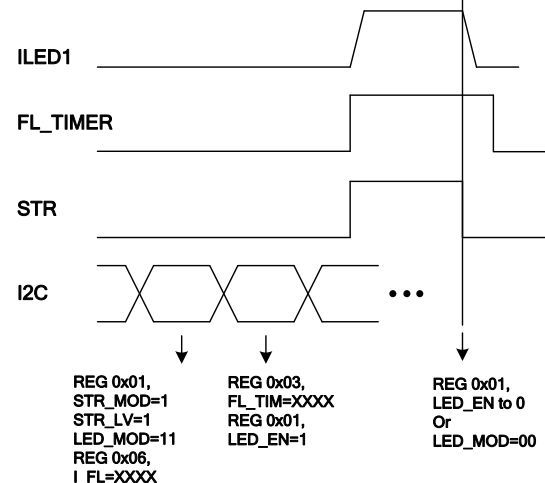 ILED1
FL_TIMER
STR
I2C
REG 0x01,
STR_MOD=1
STR_LV=1
LED_MOD=11
REG 0x06,
I_FL=XXXX
REG 0x03,
FL_TIM=XXXX
REG 0x01,
LED_EN=1
REG 0x01,
LED_EN to 0
Or
LED_MOD=00